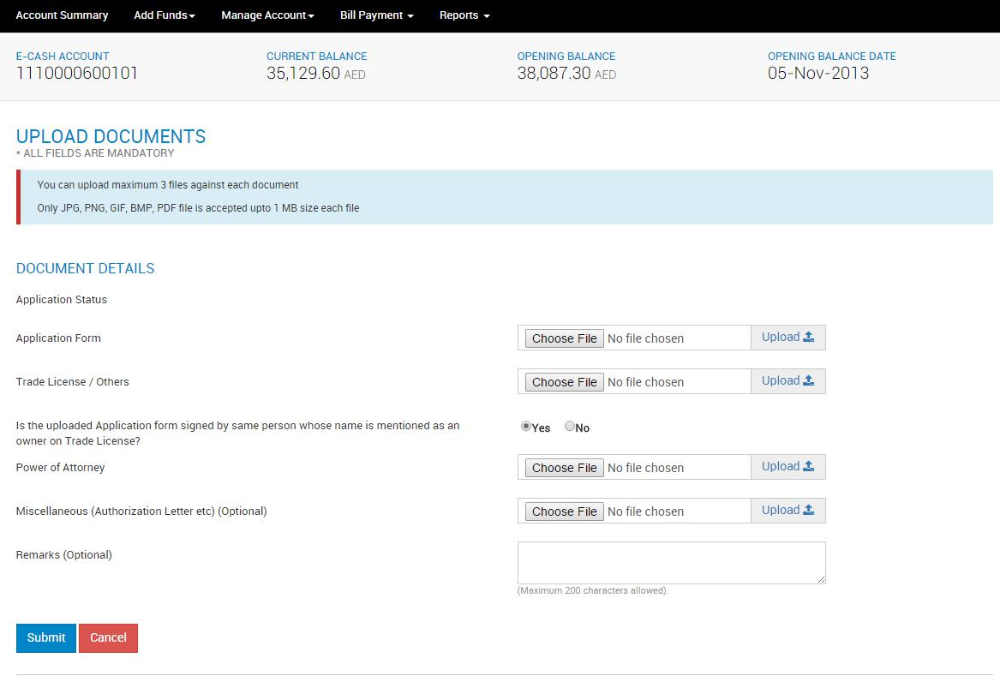 Account Summary Add Funds Manage Account Bill Payment Reports
E-CASH ACCOUNT CURRENT BALANCE OPENING BALANCE OPENING BALANCE DATE
1110000600101 35,129.60 AED 38,087.30 AED 05-Nov-2013
UPLOAD DOCUMENTS
* ALL FIELDS ARE MANDATORY
You can upload maximum 3 files against each document
Only JPG, PNG, GIF, BMP, PDF file is accepted upto 1 MB size each file
DOCUMENT DETAILS
Application Status
Application Form Choose File No file chosen Upload
Trade License / Others Choose File No file chosen Upload
Is the uploaded Application form signed by same person whose name is mentioned as an Yes No
owner on Trade License?
Power of Attorney Choose File No file chosen Upload
Miscellaneous (Authorization Letter etc) (Optional) Choose File No file chosen Upload
Remarks (Optional)
(Maximum 200 characters allowed).
Submit Cancel